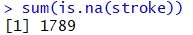 > sum(is.na(stroke))
[1] 1789